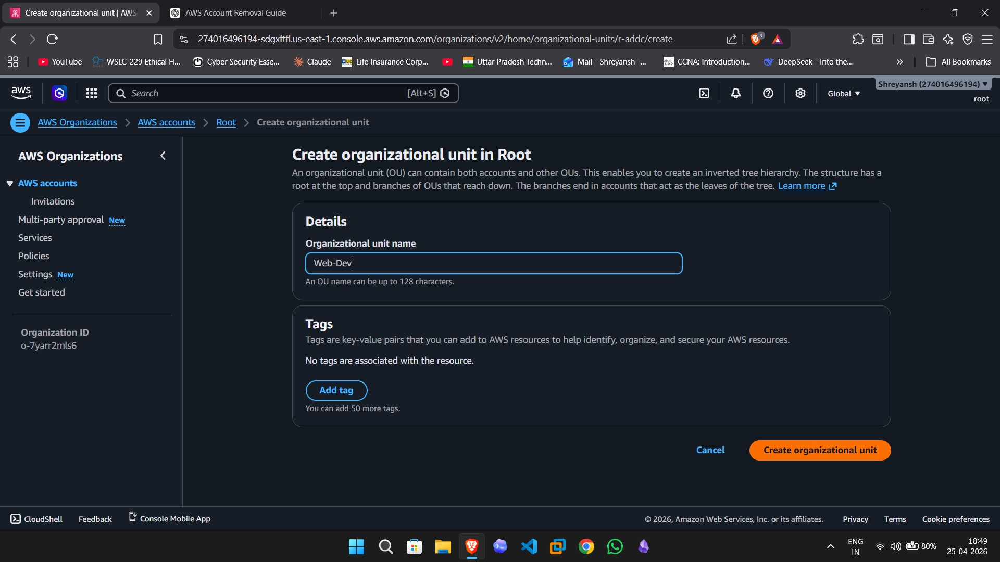 Create organizational unit | AWS
AWS Account Removal Guide
274016496194-sdgxftfl.us-east-1.console.aws.amazon.com/organizations/v2/home/organizational-units/r-addc/create
3
YouTube
WSLC-229 Ethical H...
Cyber Security Esse...
Claude
Life Insurance Corp...
Uttar Pradesh Techn...
Mail - Shreyansh -...
CCNA: Introduction...
DeepSeek - Into the...
All Bookmarks
aws
Search
[Alt+S]
Global
Shreyansh (274016496194)
root
AWS Organizations
AWS accounts
Root
Create organizational unit
AWS Organizations
AWS accounts
Invitations
Multi-party approval New
Services
Policies
Settings New
Get started
Organization ID
o-7yarr2mls6
Create organizational unit in Root
An organizational unit (OU) can contain both accounts and other OUs. This enables you to create an inverted tree hierarchy. The structure has a
root at the top and branches of OUs that reach down. The branches end in accounts that act as the leaves of the tree. Learn more
Details
Organizational unit name
Web-Dev
An OU name can be up to 128 characters.
Tags
Tags are key-value pairs that you can add to AWS resources to help identify, organize, and secure your AWS resources.
No tags are associated with the resource.
Add tag
You can add 50 more tags.
Cancel
Create organizational unit
CloudShell
Feedback
Console Mobile App
© 2026, Amazon Web Services, Inc. or its affiliates.
Privacy
Terms
Cookie preferences
ENG
IN
80%
18:49
25-04-2026